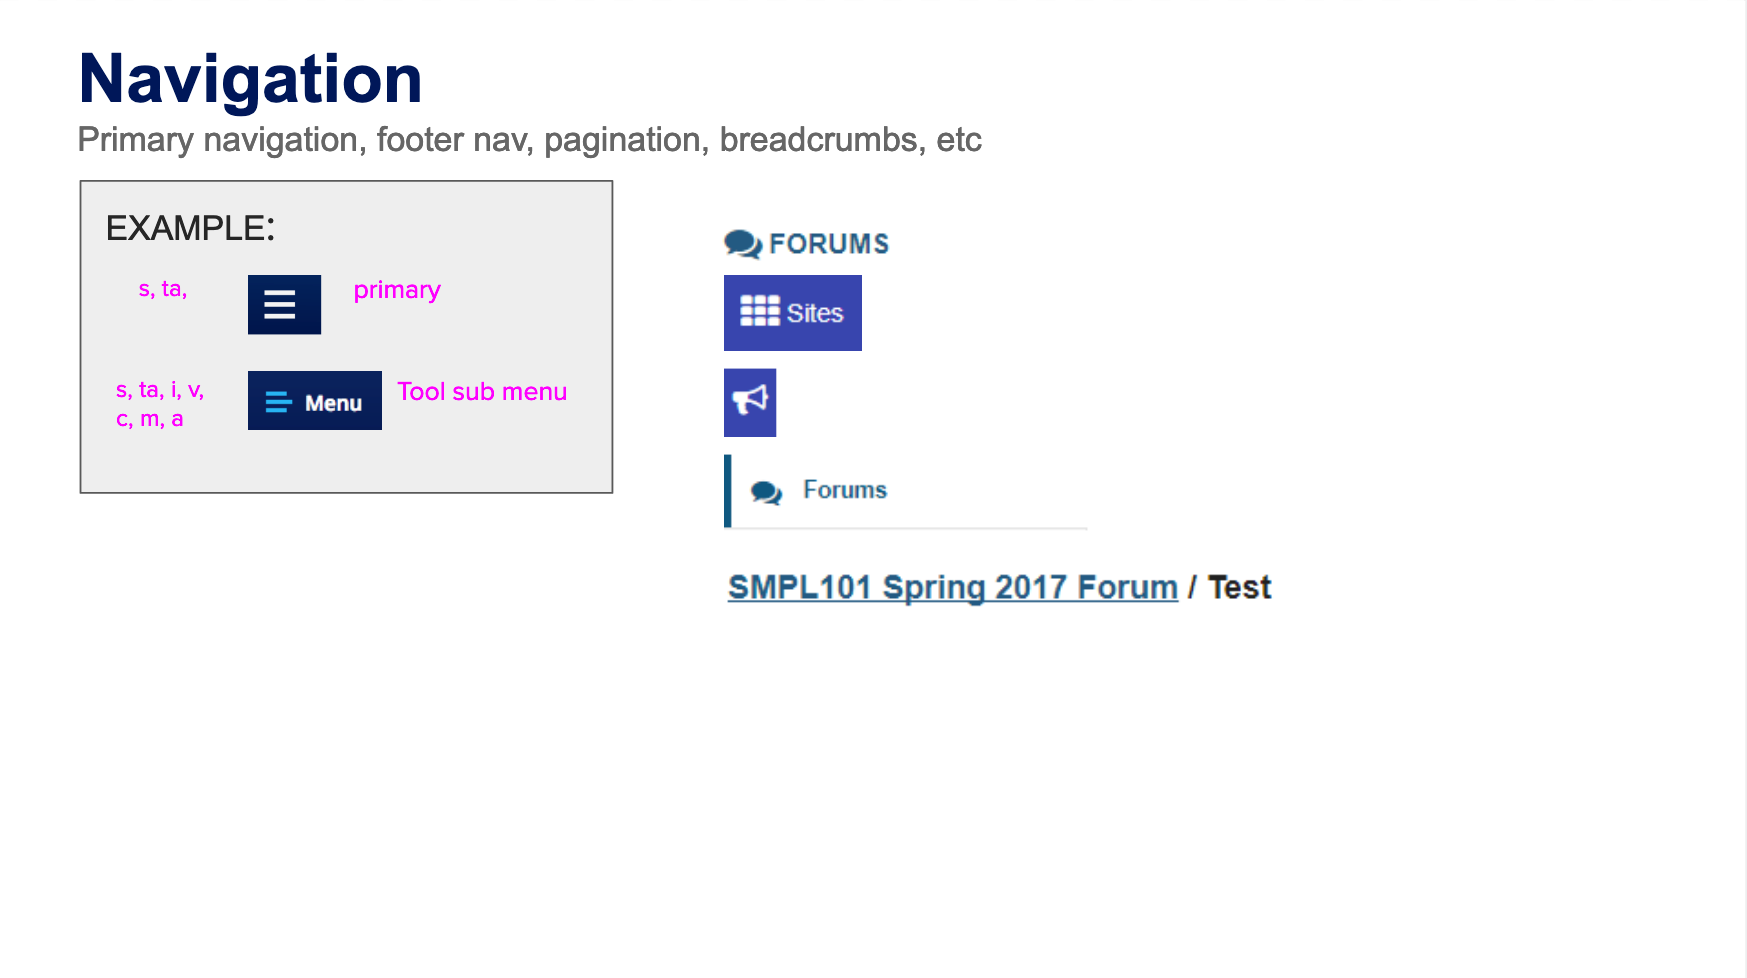 Navigation
Primary navigation, footer nav, pagination, breadcrumbs, etc
EXAMPLE:
s, ta,
primary
s, ta, i, v,
c, m, a
Menu
Tool sub menu
FORUMS
Sites
Forums
SMPL101 Spring 2017 Forum / Test